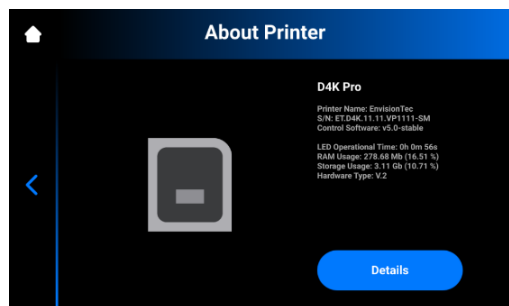 About Printer
D4K Pro
Printer Name: EnvisionTec
S/N: ET.D4K.11.11.VP1111-SM
Control Software: v5.0-stable
LED Operational Time: 0h 0m 56s
RAM Usage: 278.68 Mb (16.51 %)
Storage Usage: 3.11 Gb (10.71 %)
Hardware Type: V.2
Details